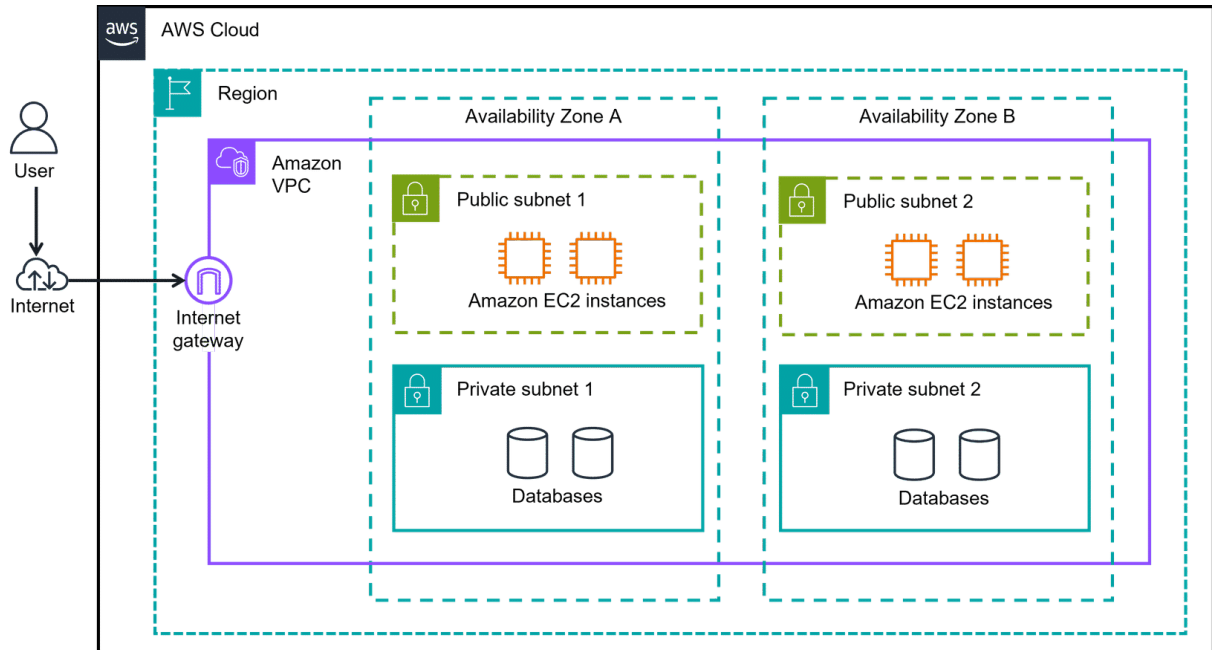 aws
AWS Cloud
Region
Availability Zone A
Availability Zone B
User
Amazon
VPC
Public subnet 1
Public subnet 2
Internet
Amazon EC2 instances
Amazon EC2 instances
Internet
gateway
Private subnet 1
Private subnet 2
Databases
Databases